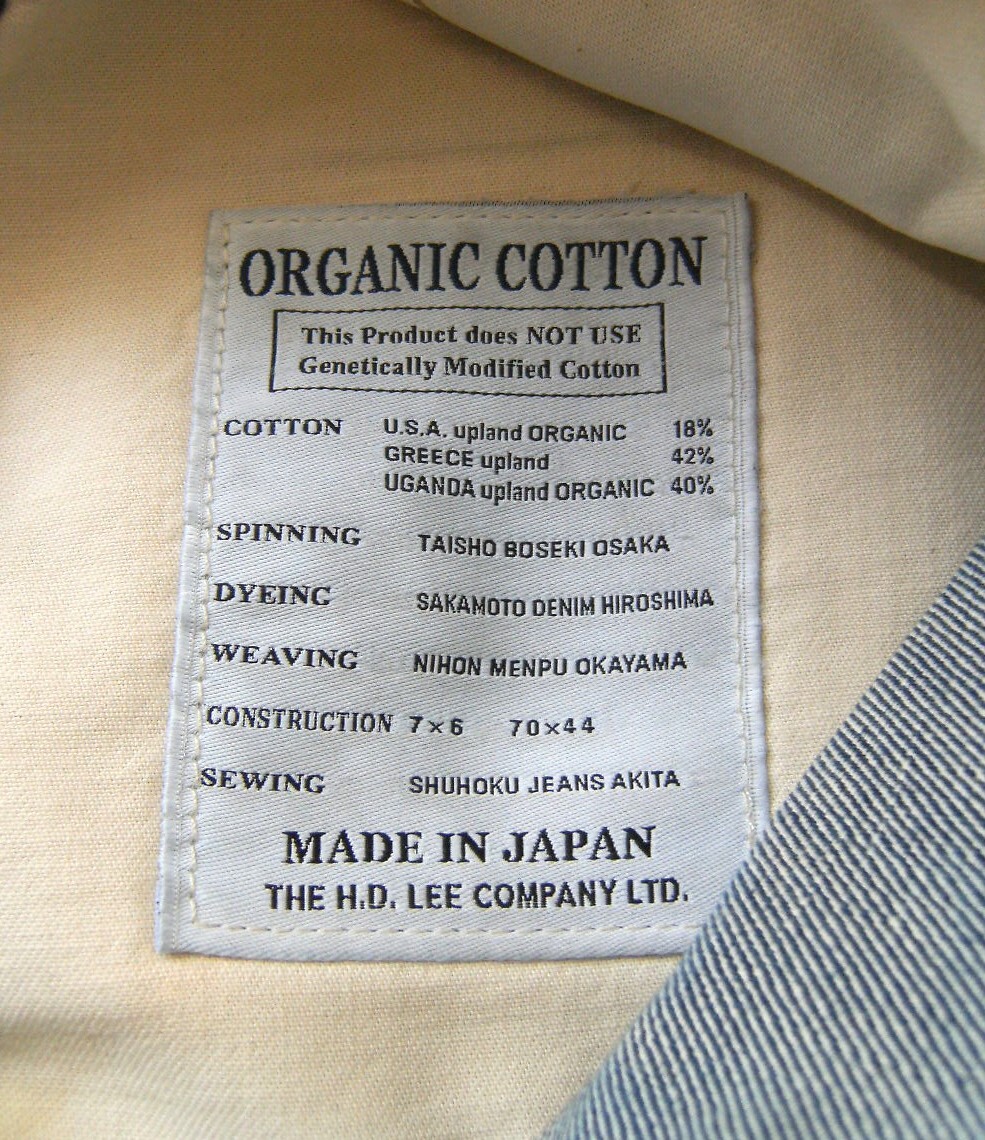 ORGANIC COTTON
This Product does NOT USE
Genetically Modified Cotton
COTTON U.S.A. upland ORGANIC 18%
GREECE upland 42%
UGANDA upland ORGANIC 40%
SPINNING TAISHO BOSEKI OSAKA
DYEING SAKAMOTO DENIM HIROSHIMA
WEAVING NIHON MENPU OKAYAMA
CONSTRUCTION 7×6 70×44
SEWING SHUHOKU JEANS AKITA
MADE IN JAPAN
THE H.D. LEE COMPANY LTD.